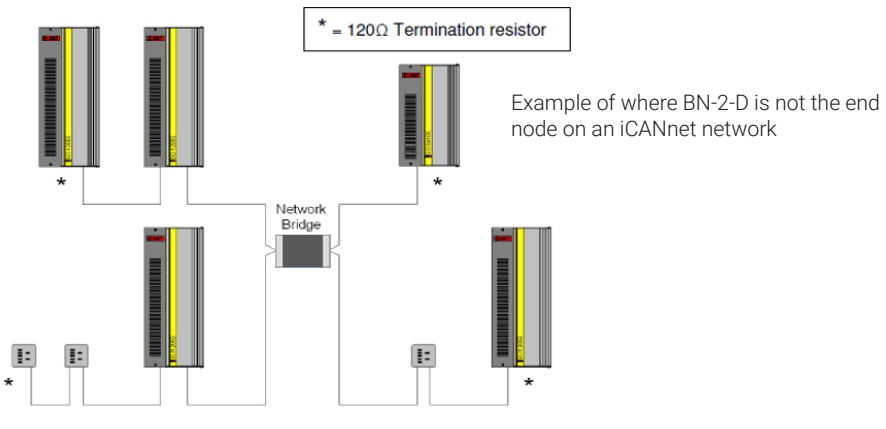 * = 120Ω Termination resistor
Example of where BN-2-D is not the end
node on an iCANnet network
*
*
Network
Bridge
*
*